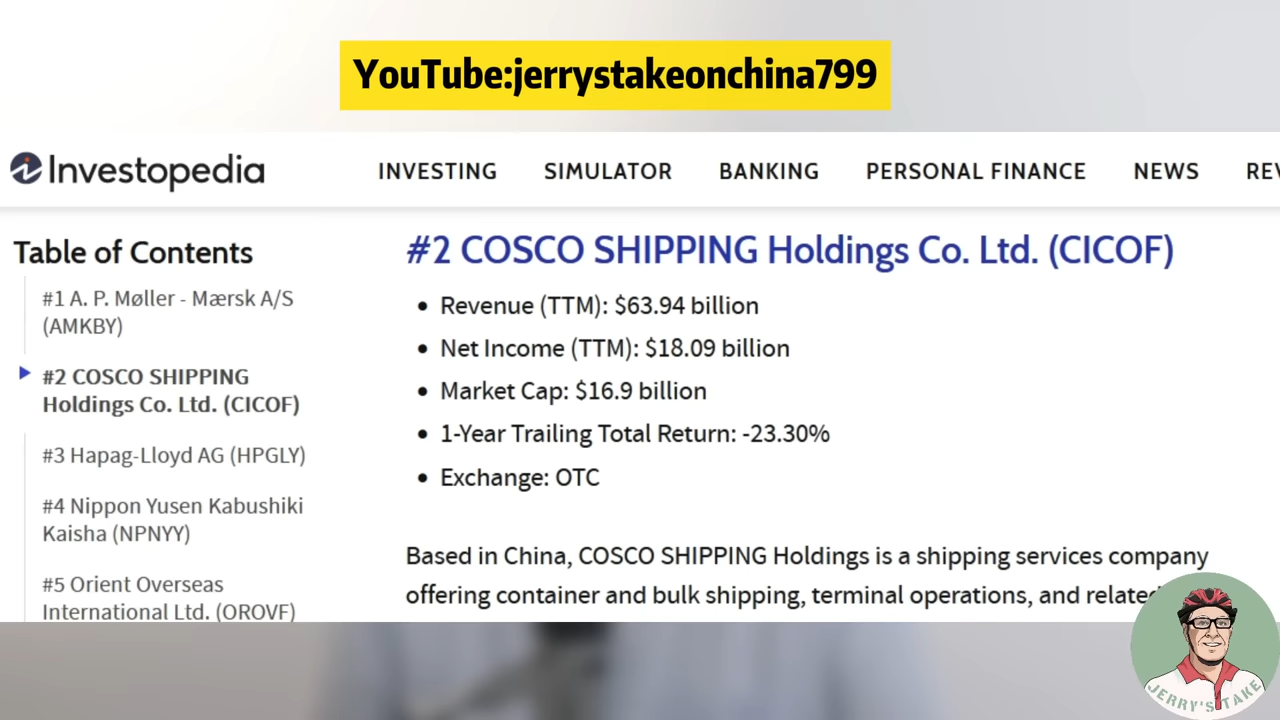 YouTube:jerrystakeonchina799
Investopedia
INVESTING SIMULATOR BANKING PERSONAL FINANCE NEWS REV
Table of Contents
#1 A. P. Møller - Mærsk A/S
(AMKBY)
#2 COSCO SHIPPING
Holdings Co. Ltd. (CICOF)
#3 Hapag-Lloyd AG (HPGLY)
#4 Nippon Yusen Kabushiki
Kaisha (NPNYY)
#5 Orient Overseas
International Ltd. (OROVF)
#2 COSCO SHIPPING Holdings Co. Ltd. (CICOF)
• Revenue (TTM): $63.94 billion
• Net Income (TTM): $18.09 billion
• Market Cap: $16.9 billion
• 1-Year Trailing Total Return: -23.30%
• Exchange: OTC
Based in China, COSCO SHIPPING Holdings is a shipping services company
offering container and bulk shipping, terminal operations, and related
JERRY'S TAKE